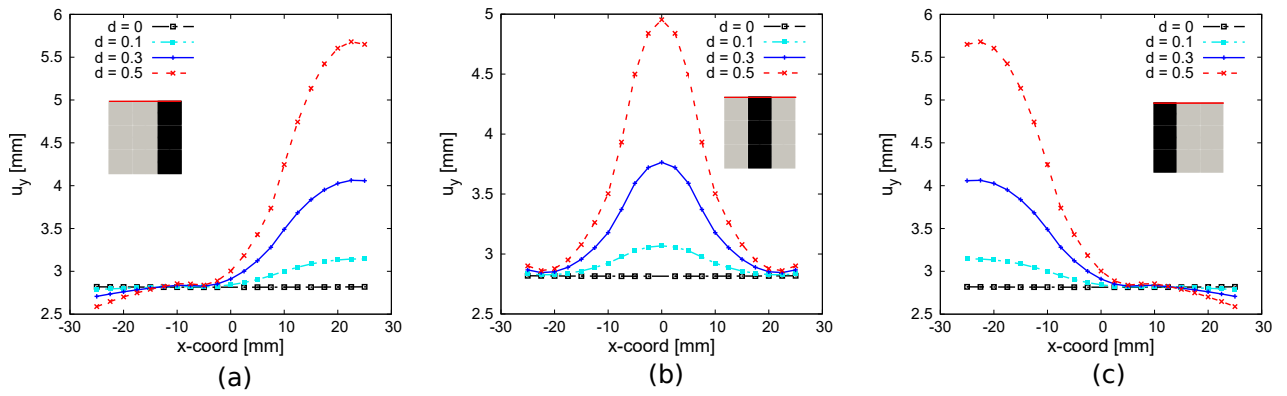 6
5.5
5
4.5
4
3.5
3
2.5
-30
-20
-10
0
10
20
30
u_y [mm]
x-coord [mm]
d = 0
d = 0.1
d = 0.3
d = 0.5
(a)
5
4.5
4
3.5
3
2.5
-30
-20
-10
0
10
20
30
u_y [mm]
x-coord [mm]
d = 0
d = 0.1
d = 0.3
d = 0.5
(b)
6
5.5
5
4.5
4
3.5
3
2.5
-30
-20
-10
0
10
20
30
u_y [mm]
x-coord [mm]
d = 0
d = 0.1
d = 0.3
d = 0.5
(c)